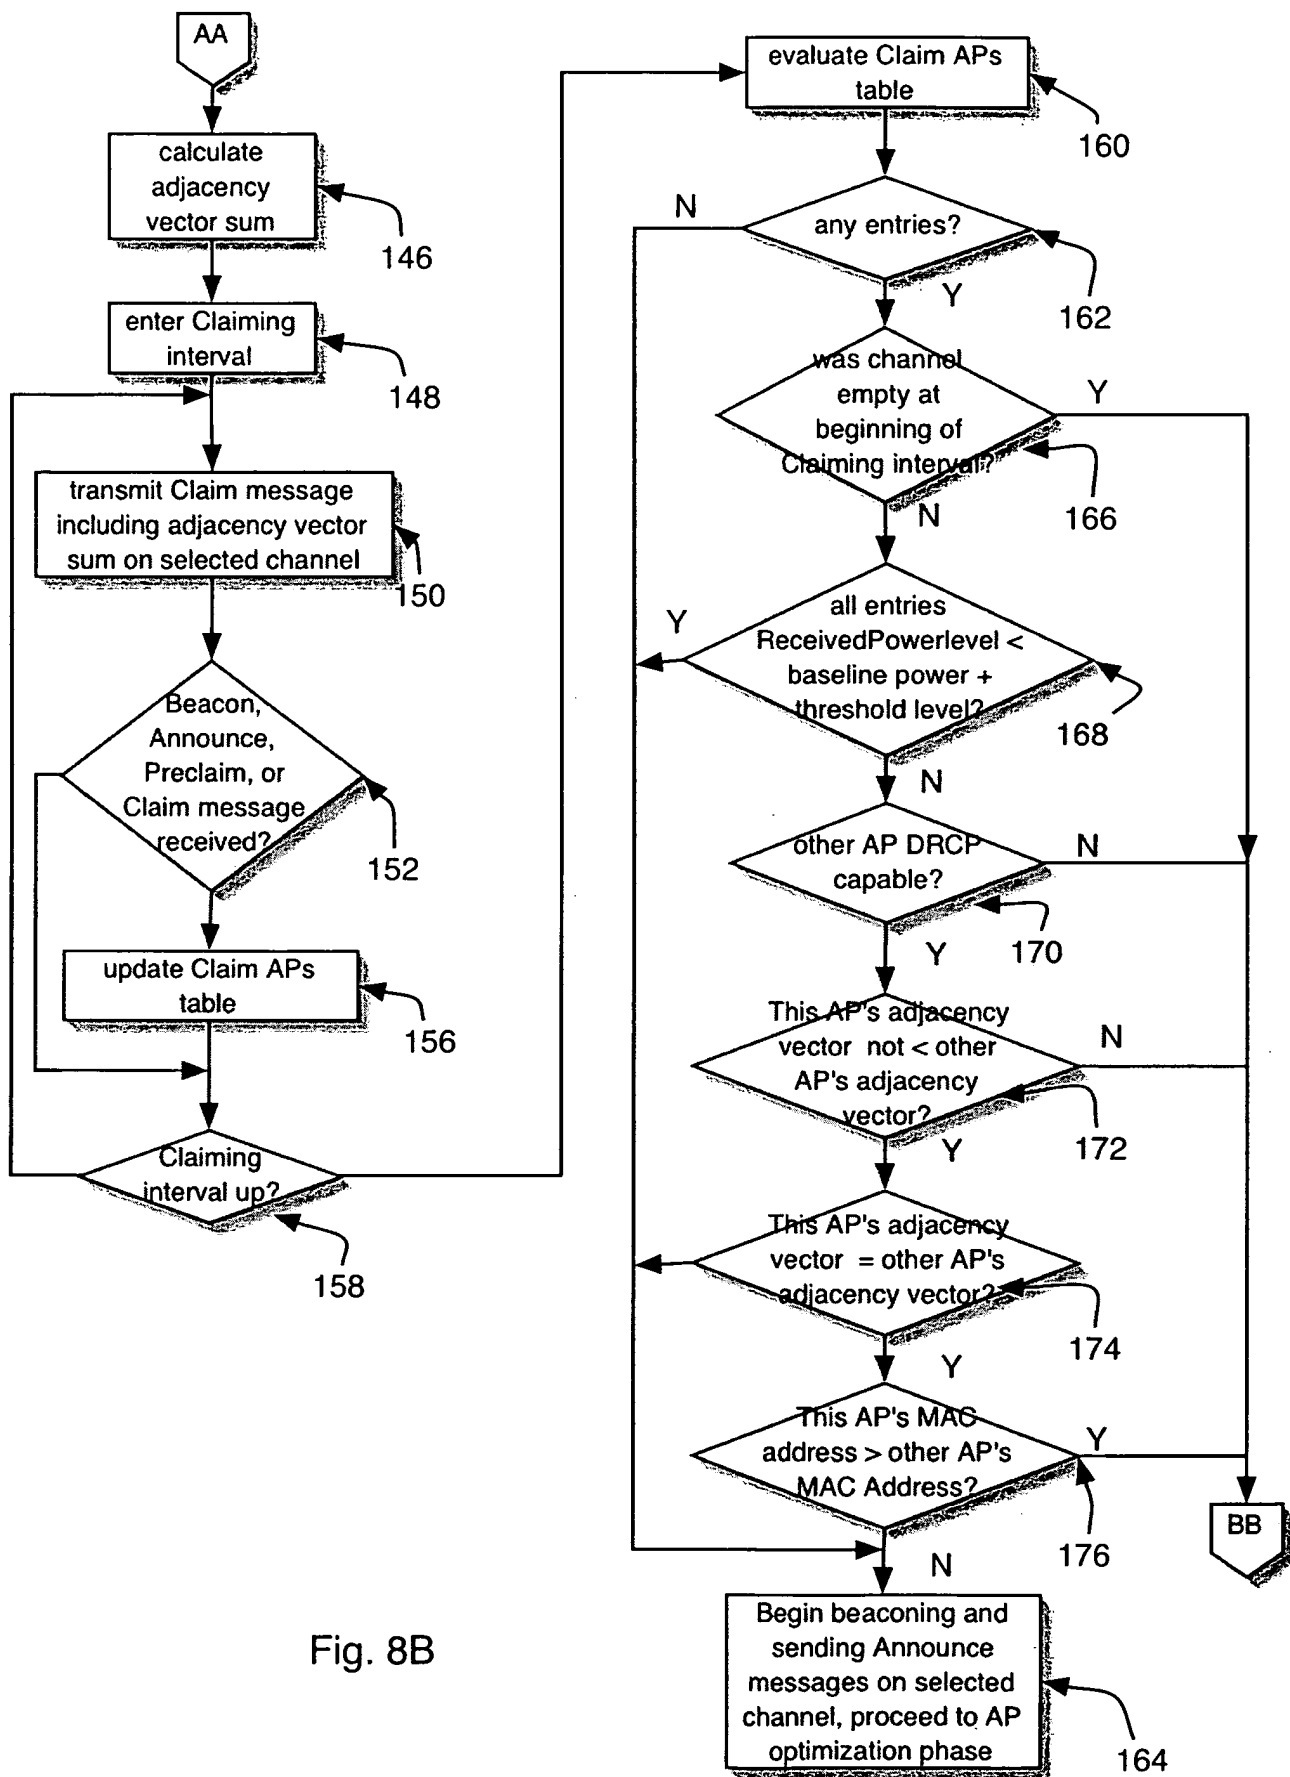 AA
calculate
adjacency
vector sum
146
enter Claiming
interval
148
transmit Claim message
including adjacency vector
sum on selected channel
150
Beacon,
Announce,
Preclaim, or
Claim message
received?
152
update Claim APs
table
156
Claiming
interval up?
158
evaluate Claim APs
table
160
N
any entries?
162
Y
was channel
empty at
beginning of
Claiming interval?
Y
166
N
all entries
ReceivedPowerlevel <
baseline power +
threshold level?
Y
168
N
other AP DRCP
capable?
N
170
Y
This AP's adjacency
vector not < other
AP's adjacency
vector?
N
172
Y
This AP's adjacency
vector = other AP's
adjacency vector?
174
Y
This AP's MAC
address > other AP's
MAC Address?
Y
176
BB
N
Begin beaconing and
sending Announce
messages on selected
channel, proceed to AP
optimization phase
164
Fig. 8B